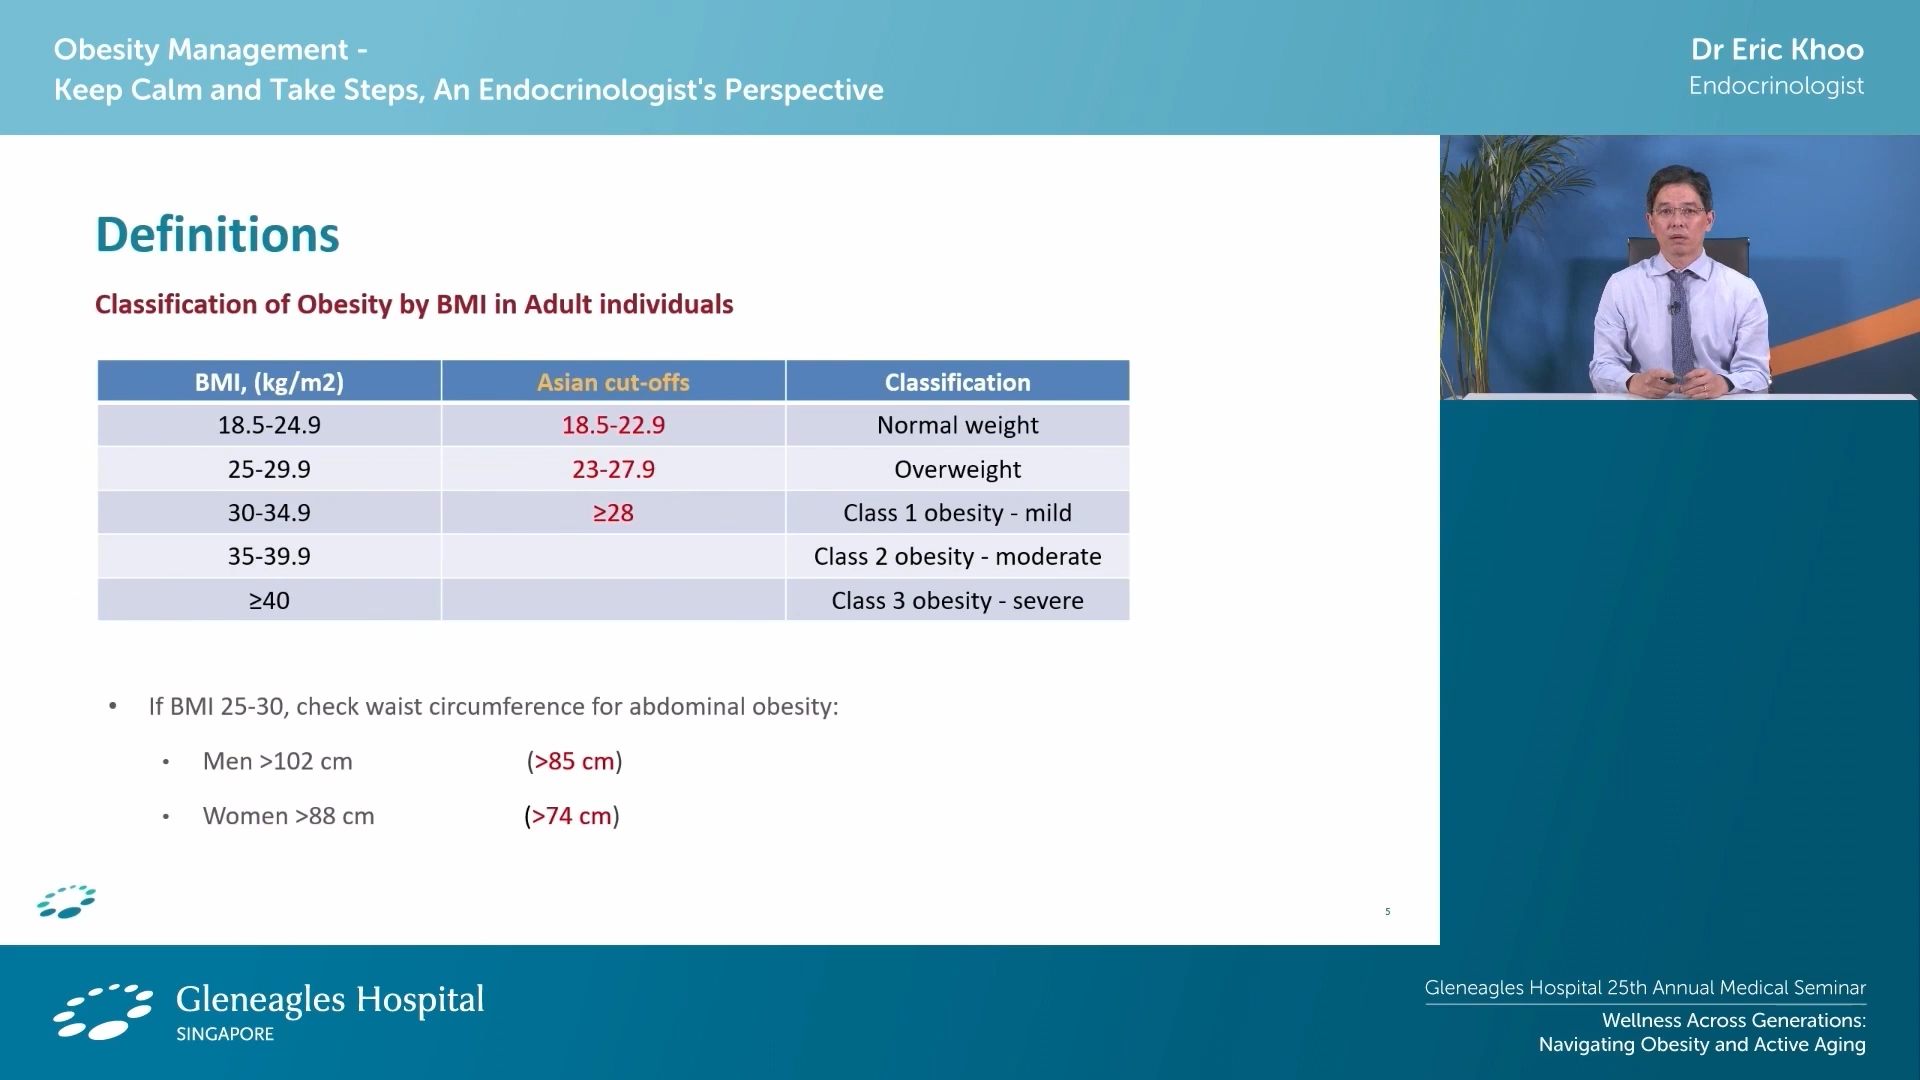 Obesity Management -
Keep Calm and Take Steps, An Endocrinologist's Perspective
Dr Eric Khoo
Endocrinologist
Definitions
Classification of Obesity by BMI in Adult individuals
BMI, (kg/m2) Asian cut-offs Classification
18.5-24.9 18.5-22.9 Normal weight
25-29.9 23-27.9 Overweight
30-34.9 ≥28 Class 1 obesity - mild
35-39.9 Class 2 obesity - moderate
≥40 Class 3 obesity - severe
• If BMI 25-30, check waist circumference for abdominal obesity:
• Men >102 cm (>85 cm)
• Women >88 cm (>74 cm)
5
Gleneagles Hospital
SINGAPORE
Gleneagles Hospital 25th Annual Medical Seminar
Wellness Across Generations:
Navigating Obesity and Active Aging